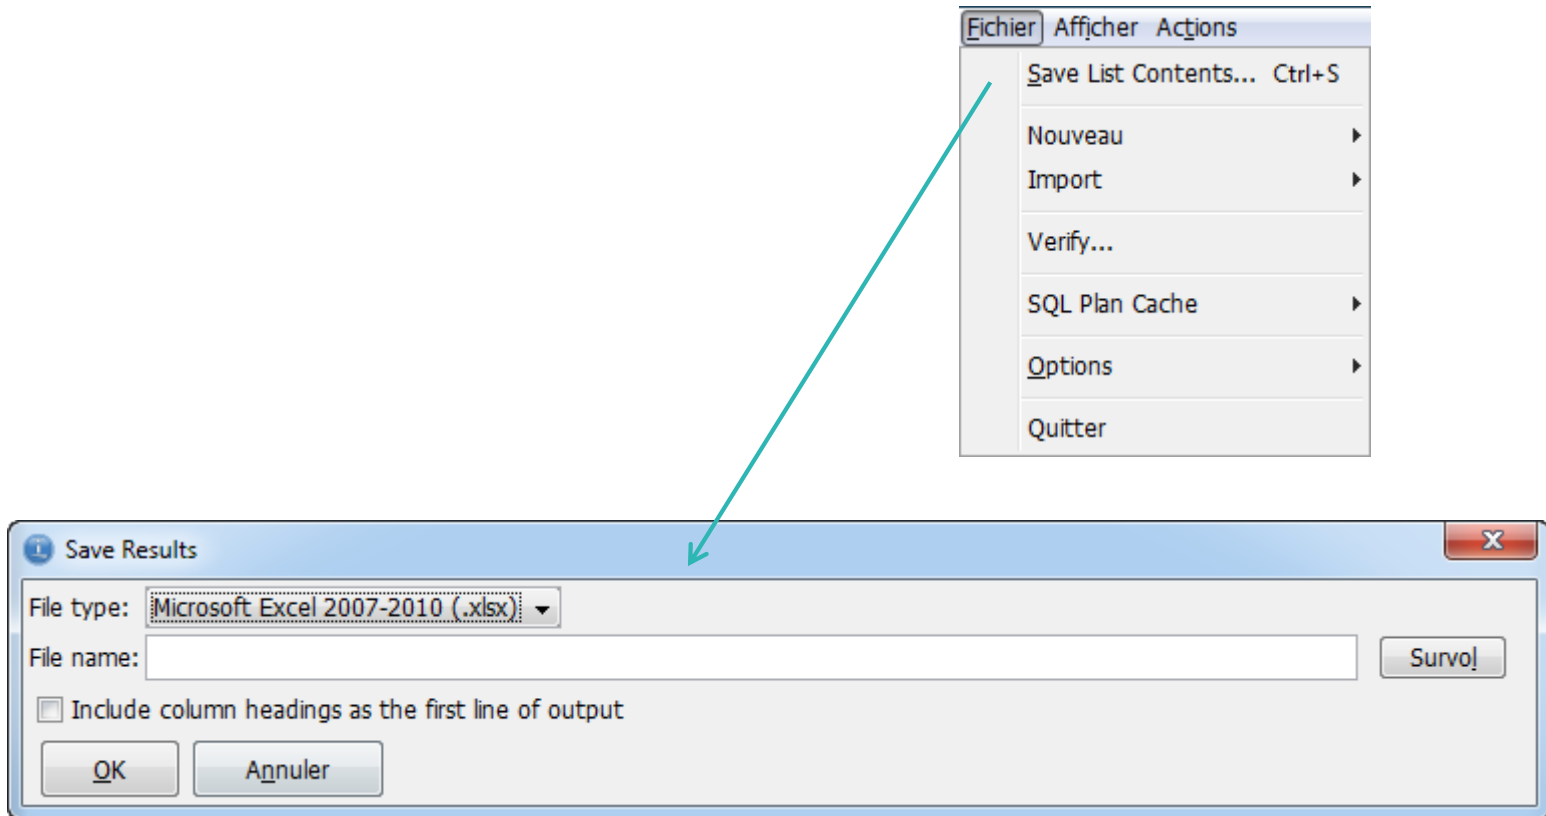 Fichier Afficher Actions
Save List Contents... Ctrl+S
Nouveau
Import
Verify...
SQL Plan Cache
Options
Quitter
Save Results
File type: Microsoft Excel 2007-2010 (.xlsx)
File name: Survol
Include column headings as the first line of output
OK Annuler